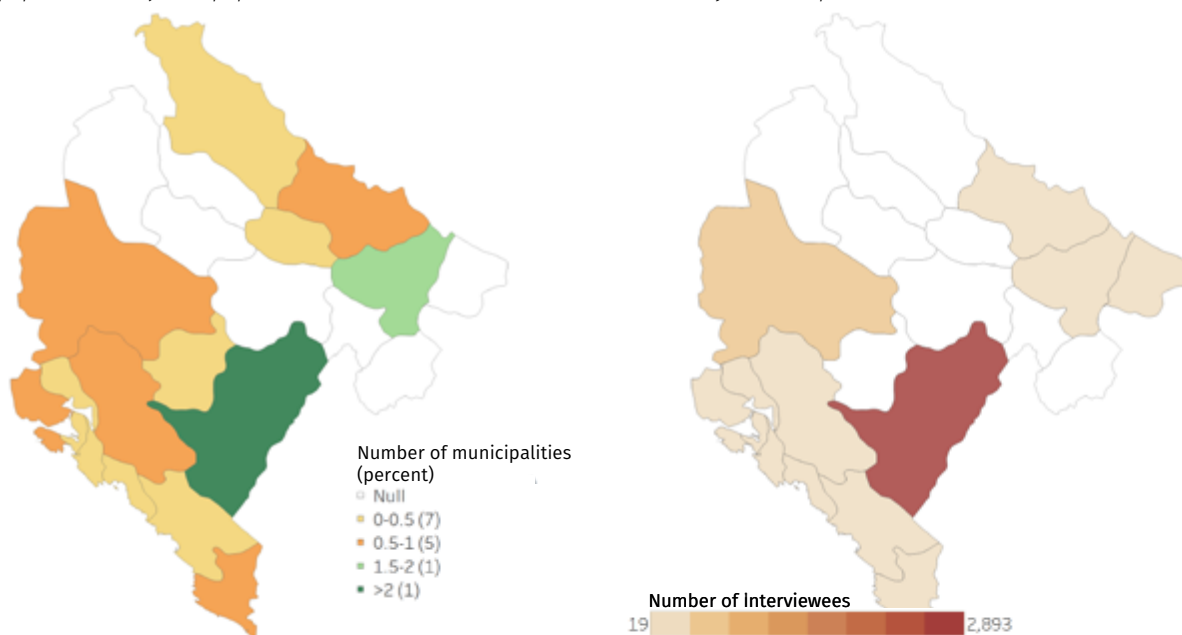 Number of municipalities
(percent)
Null
0-0.5 (7)
0.5-1 (5)
1.5-2 (1)
>2 (1)
Number of Interviewees
19
2,893